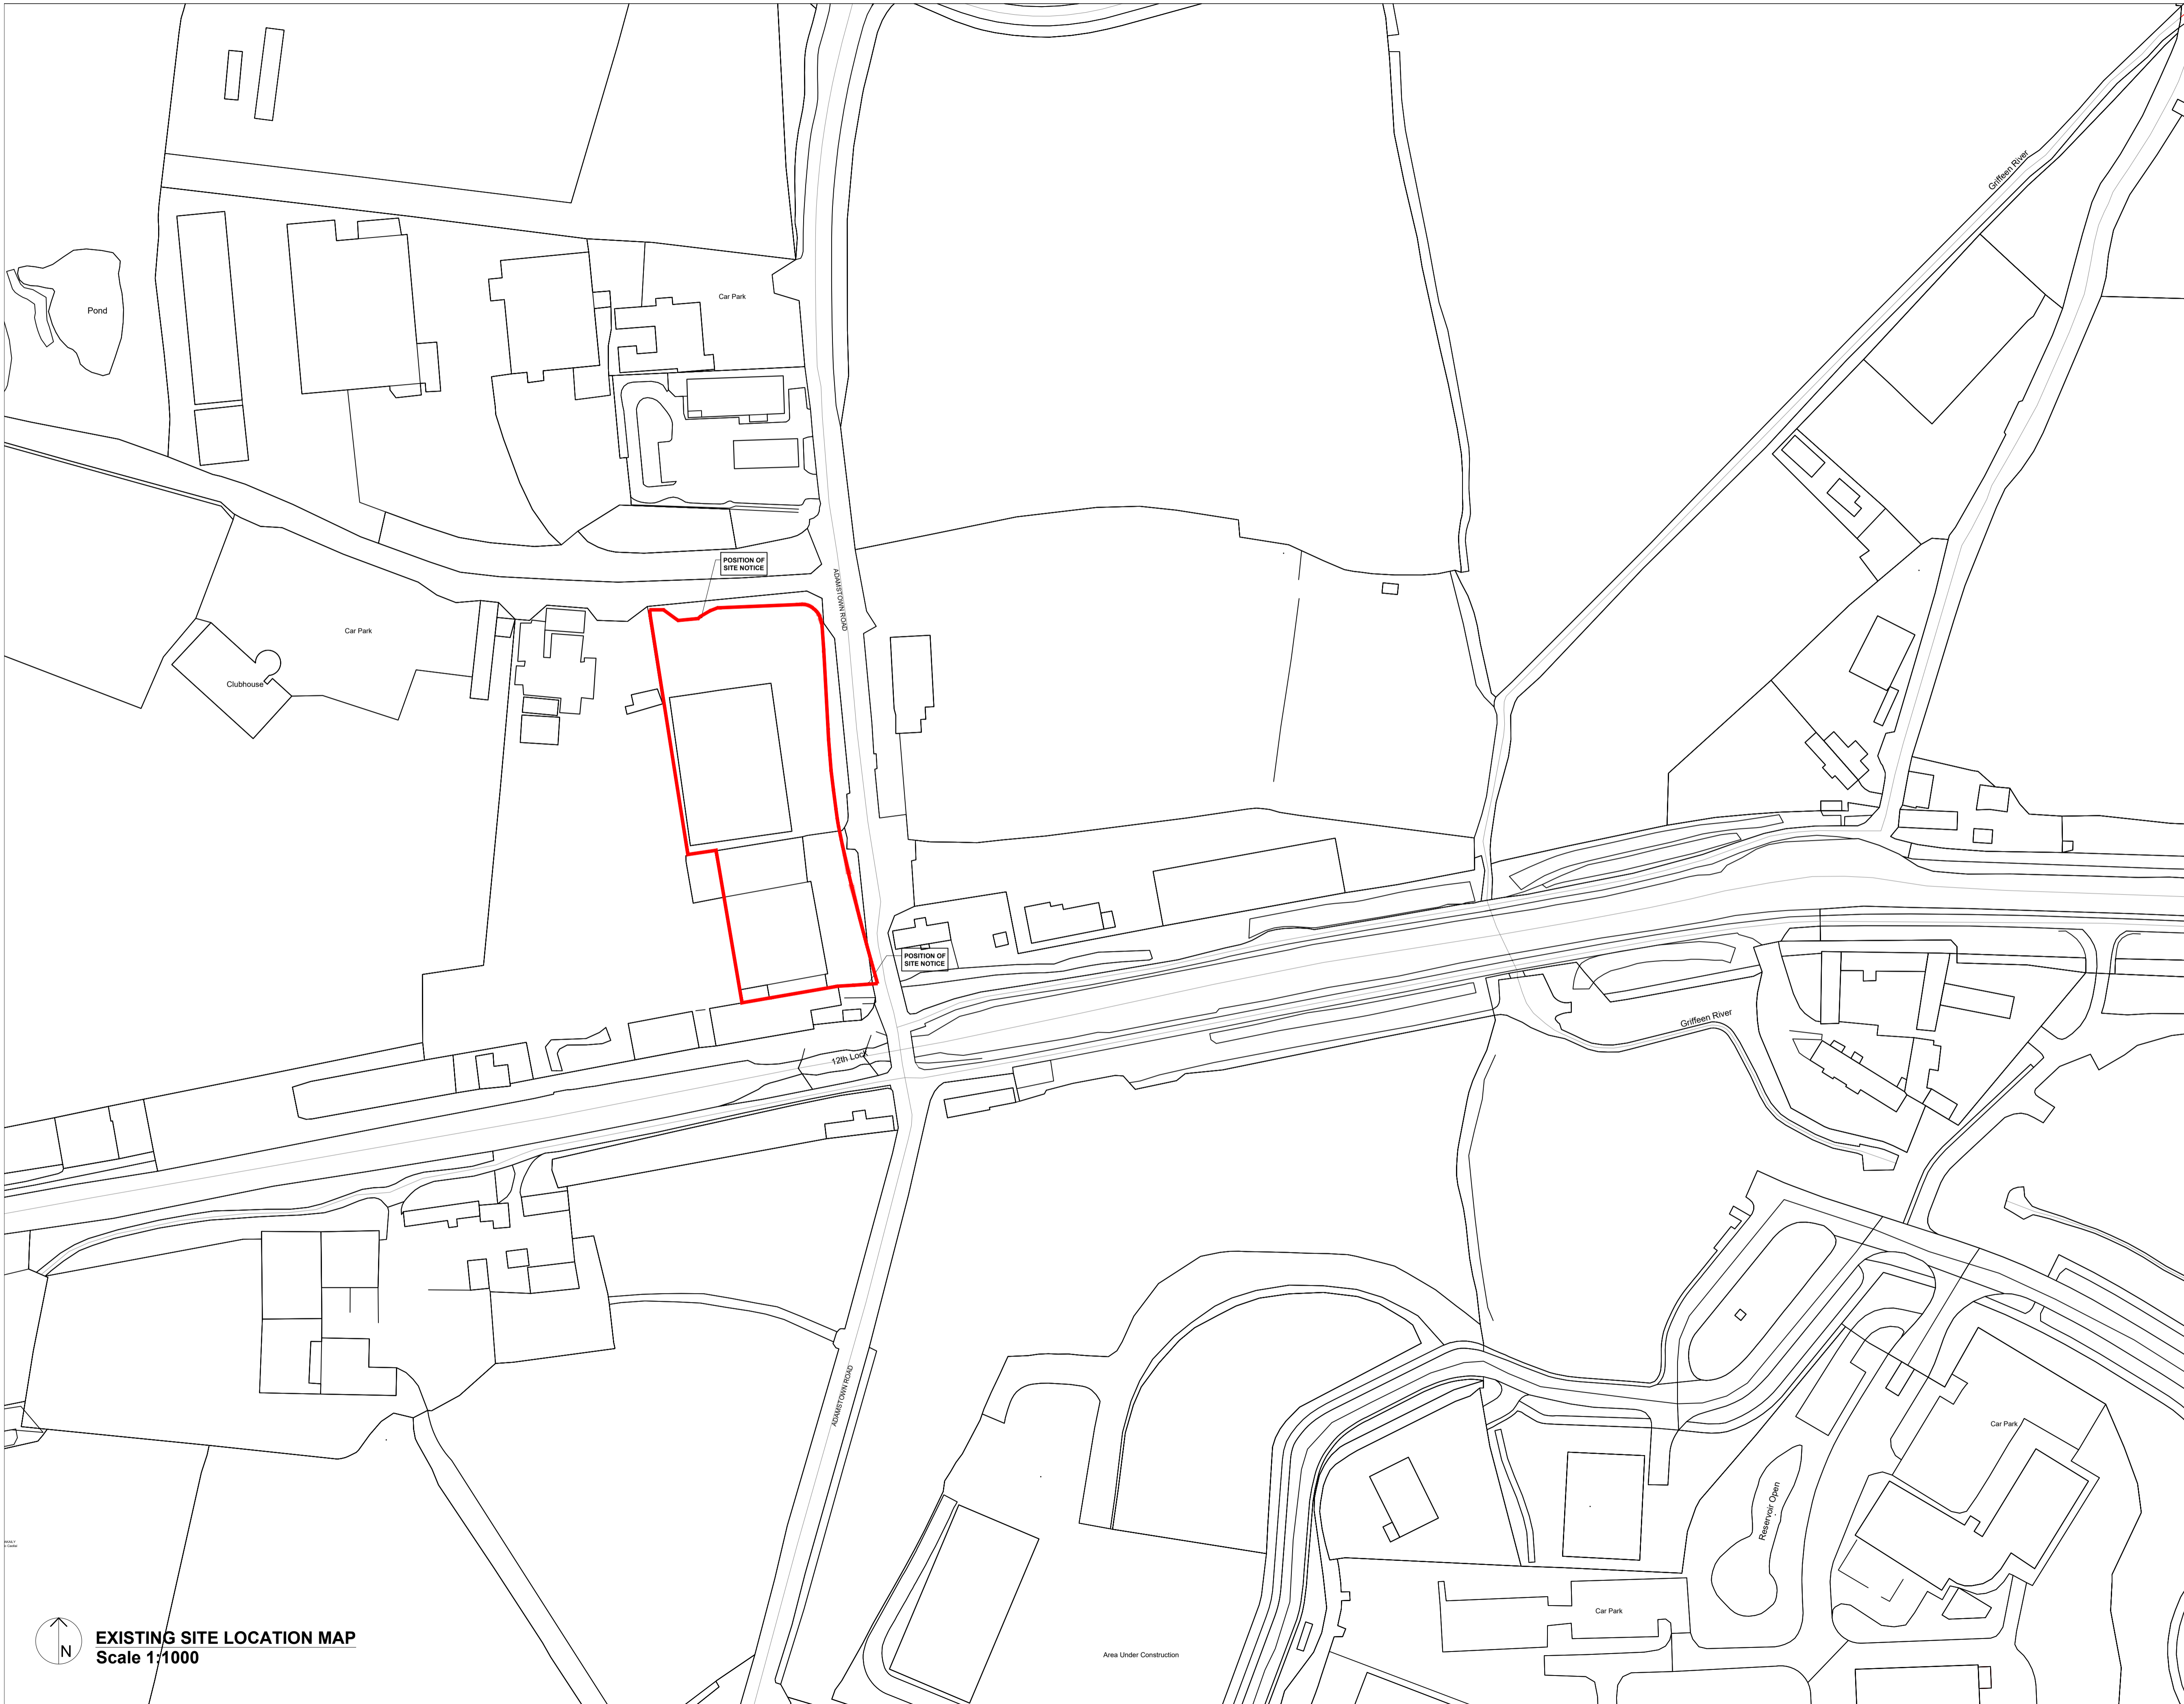 Griffeen River
Car Park
Pond
POSITION OF
SITE NOTICE
ADAMSTOWN ROAD
Car Park
Clubhouse
POSITION OF
SITE NOTICE
Griffeen River
12th Lock
ADAMSTOWN ROAD
Car Park
Reservoir Open
Car Park
Area Under Construction
N
EXISTING SITE LOCATION MAP
Scale 1:1000